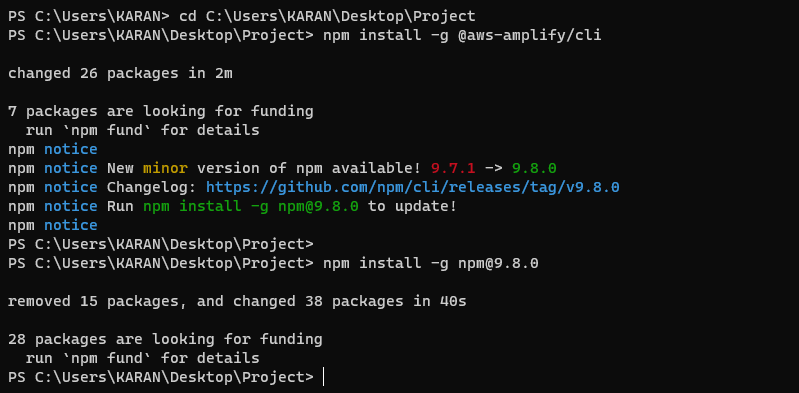 PS C:\Users\KARAN> cd C:\Users\KARAN\Desktop\Project
PS C:\Users\KARAN\Desktop\Project> npm install -g @aws-amplify/cli
changed 26 packages in 2m
7 packages are looking for funding
  run `npm fund` for details
npm notice
npm notice New minor version of npm available! 9.7.1 -> 9.8.0
npm notice Changelog: https://github.com/npm/cli/releases/tag/v9.8.0
npm notice Run npm install -g npm@9.8.0 to update!
npm notice
PS C:\Users\KARAN\Desktop\Project>
PS C:\Users\KARAN\Desktop\Project> npm install -g npm@9.8.0
removed 15 packages, and changed 38 packages in 40s
28 packages are looking for funding
  run `npm fund` for details
PS C:\Users\KARAN\Desktop\Project>